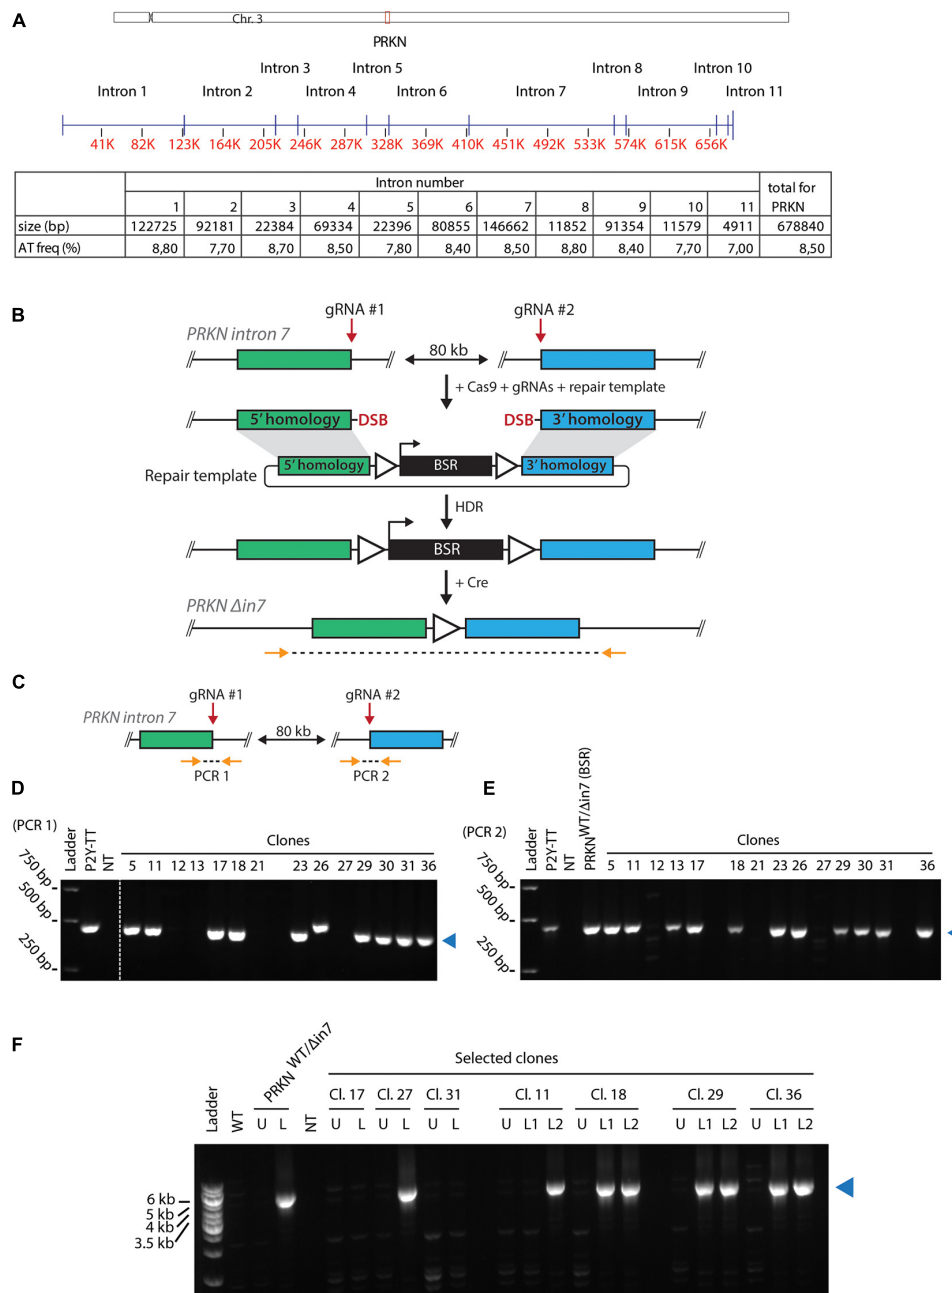 A
Chr. 3
PRKN
Intron 3 Intron 5 Intron 8 Intron 10
Intron 1 Intron 2 Intron 4 Intron 6 Intron 7 Intron 9 Intron 11
41K 82K 123K 164K 205K 246K 287K 328K 369K 410K 451K 492K 533K 574K 615K 656K
Intron number total for PRKN
1 2 3 4 5 6 7 8 9 10 11
size (bp) 122725 92181 22384 69334 22396 80855 146662 11852 91354 11579 4911 678840
AT freq (%) 8,80 7,70 8,70 8,50 7,80 8,40 8,50 8,80 8,40 7,70 7,00 8,50
B
gRNA #1 gRNA #2
PRKN intron 7
80 kb
+ Cas9 + gRNAs + repair template
5' homology DSB DSB 3' homology
5' homology BSR 3' homology
Repair template
HDR
BSR
+ Cre
PRKN Δin7
C
gRNA #1 gRNA #2
PRKN intron 7
80 kb
PCR 1 PCR 2
D
(PCR 1)
Ladder P2Y-TT NT
Clones
5 11 12 13 17 18 21 23 26 27 29 30 31 36
750 bp
500 bp
250 bp
E
(PCR 2)
Ladder P2Y-TT NT PRKN WT/Δin7 (BSR)
Clones
5 11 12 13 17 18 21 23 26 27 29 30 31 36
750 bp
500 bp
250 bp
F
Selected clones
Ladder WT PRKN WT/Δin7 NT Cl. 17 Cl. 27 Cl. 31 Cl. 11 Cl. 18 Cl. 29 Cl. 36
U L U L U L U L U L1 L2 U L1 L2 U L1 L2 U L1 L2
6 kb
5 kb
4 kb
3.5 kb